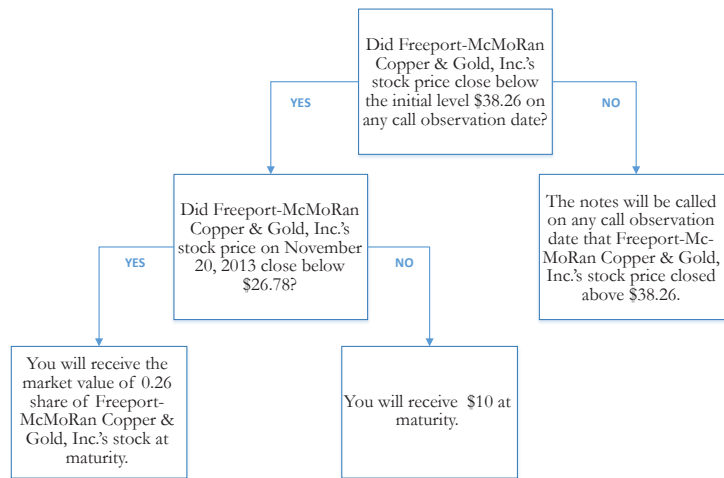 Did Freeport-McMoRan
Copper & Gold, Inc.'s
stock price close below
the initial level $38.26 on
any call observation date?
YES
NO
Did Freeport-McMoRan
Copper & Gold, Inc.'s
stock price on November
20, 2013 close below
$26.78?
The notes will be called
on any call observation
date that Freeport-Mc-
MoRan Copper & Gold,
Inc.'s stock price closed
above $38.26.
YES
NO
You will receive the
market value of 0.26
share of Freeport-
McMoRan Copper &
Gold, Inc.'s stock at
maturity.
You will receive $10 at
maturity.